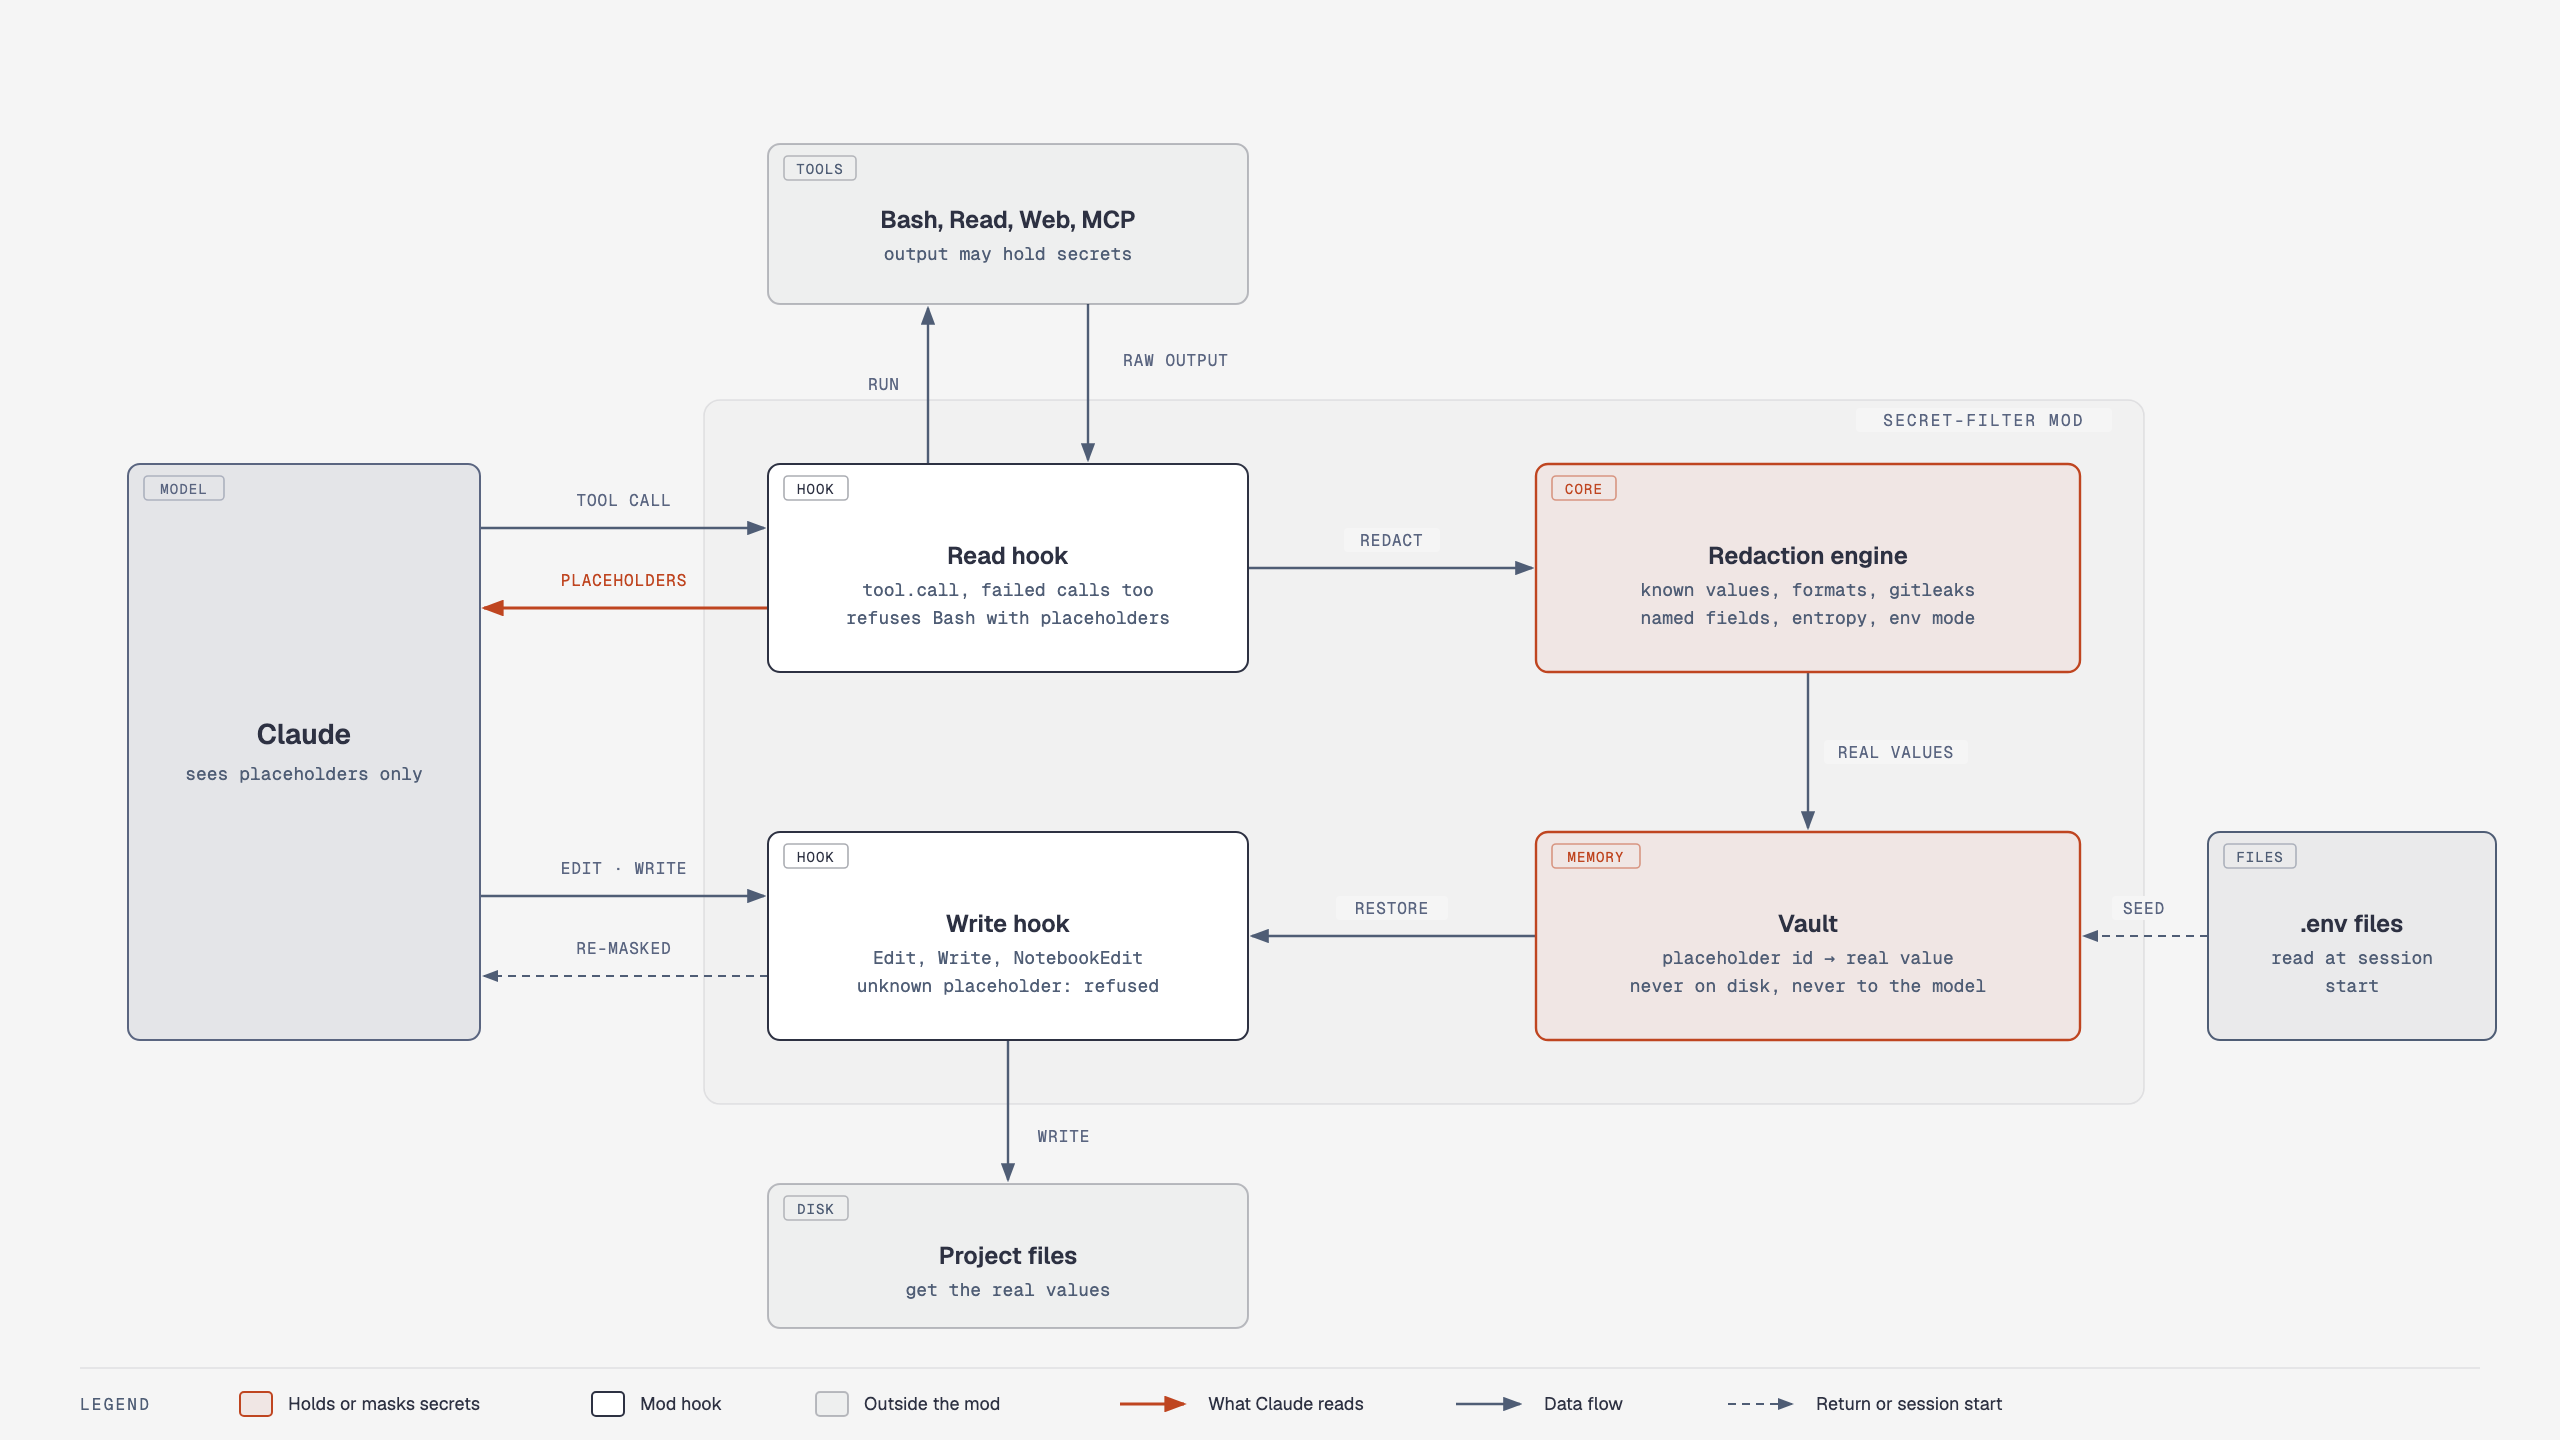 TOOLS
Bash, Read, Web, MCP
output may hold secrets
RUN
RAW OUTPUT
SECRET-FILTER MOD
MODEL
Claude
sees placeholders only
TOOL CALL
PLACEHOLDERS
HOOK
Read hook
tool.call, failed calls too
refuses Bash with placeholders
REDACT
CORE
Redaction engine
known values, formats, gitleaks
named fields, entropy, env mode
REAL VALUES
EDIT · WRITE
RE-MASKED
HOOK
Write hook
Edit, Write, NotebookEdit
unknown placeholder: refused
RESTORE
MEMORY
Vault
placeholder id → real value
never on disk, never to the model
SEED
FILES
.env files
read at session
start
WRITE
DISK
Project files
get the real values
LEGEND
Holds or masks secrets
Mod hook
Outside the mod
What Claude reads
Data flow
Return or session start